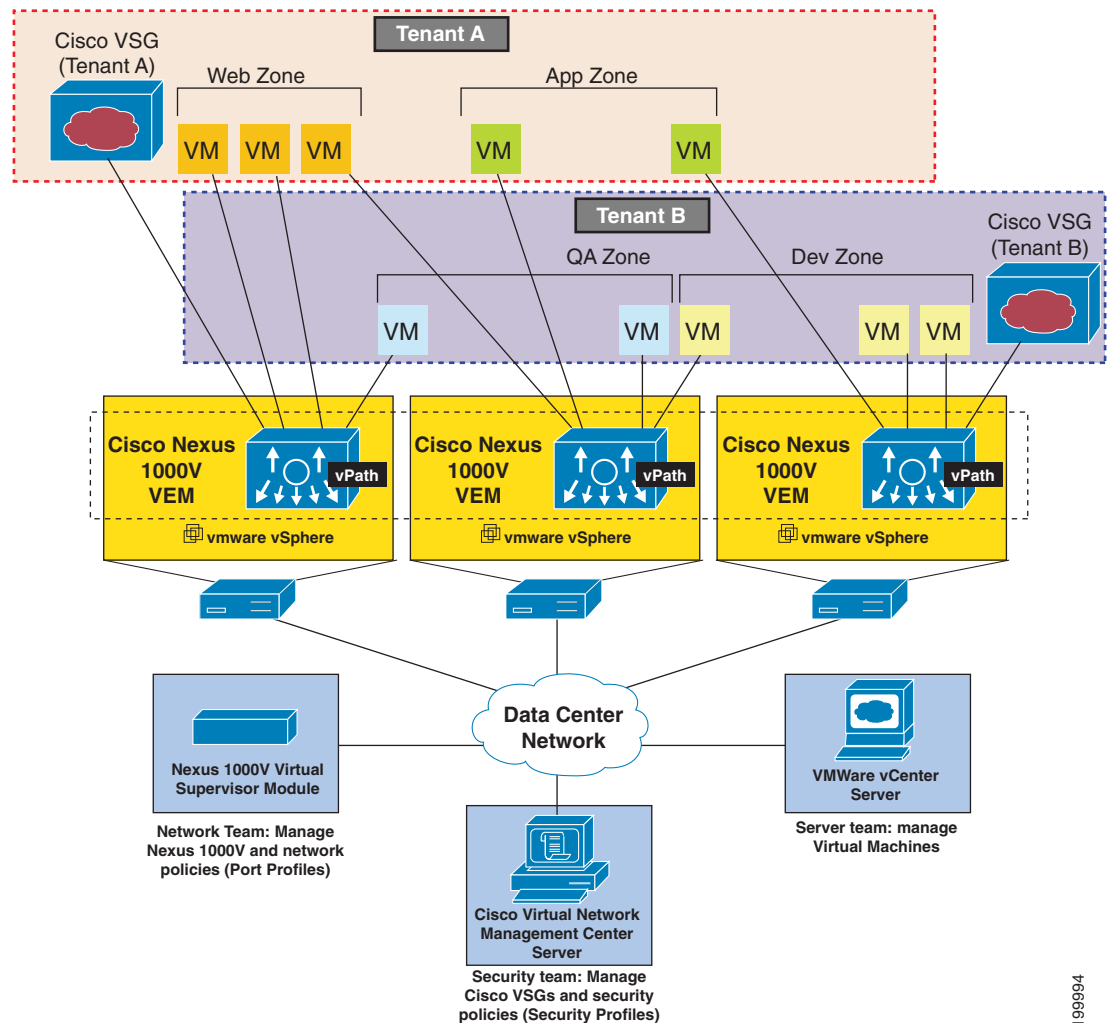 Tenant A
Cisco VSG
(Tenant A)
Web Zone
App Zone
VM
VM
VM
VM
VM
Tenant B
Cisco VSG
(Tenant B)
QA Zone
Dev Zone
VM
VM
VM
VM
VM
Cisco Nexus
1000V
VEM
vPath
vmware vSphere
Cisco Nexus
1000V
VEM
vPath
vmware vSphere
Cisco Nexus
1000V
VEM
vPath
vmware vSphere
Data Center
Network
Nexus 1000V Virtual
Supervisor Module
Network Team: Manage
Nexus 1000V and network
policies (Port Profiles)
VMWare vCenter
Server
Server team: manage
Virtual Machines
Cisco Virtual Network
Management Center
Server
Security team: Manage
Cisco VSGs and security
policies (Security Profiles)
199994